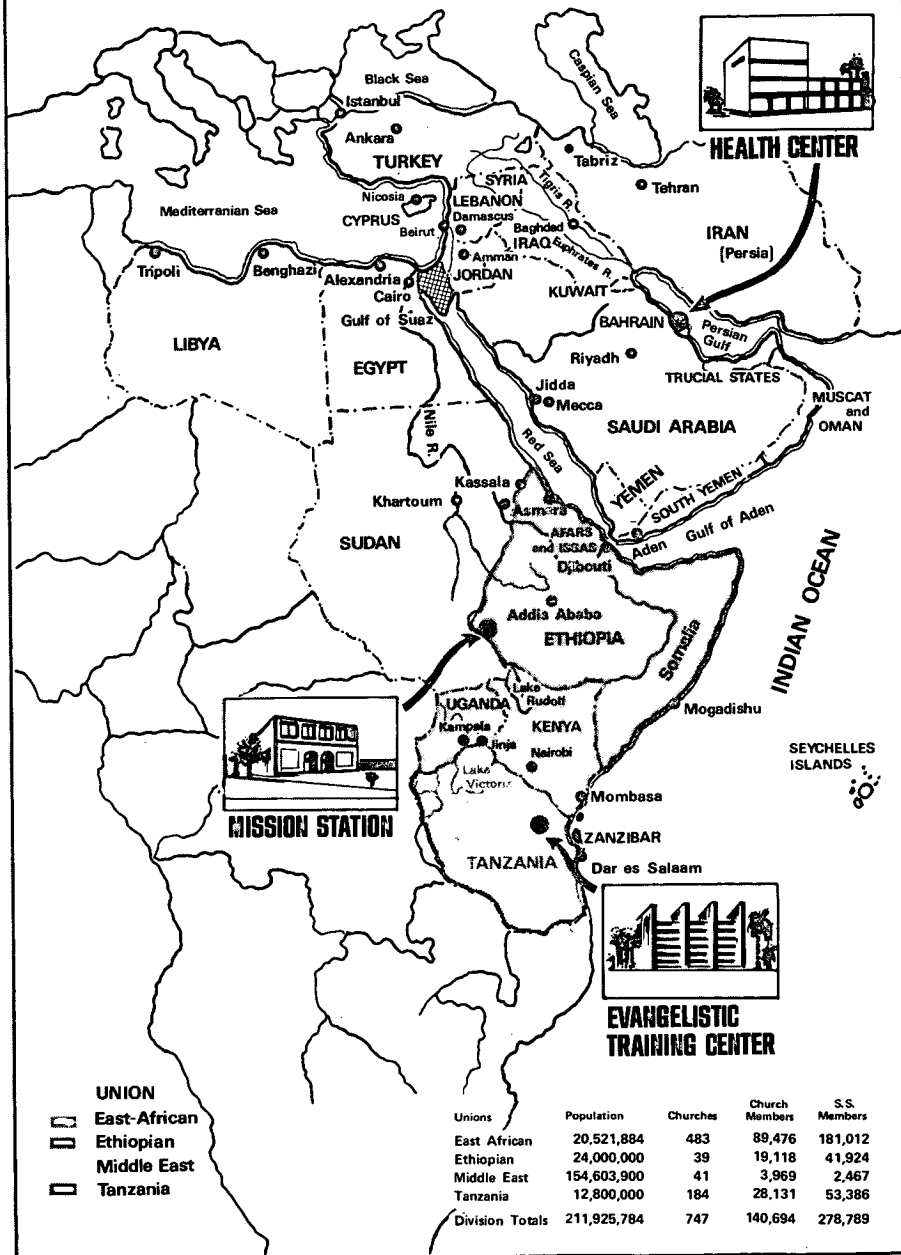 Black Sea
Istanbul
Caspian Sea
HEALTH CENTER
Ankara
TURKEY
Tabriz
Tehran
SYRIA
Tigris R.
Nicosia
LEBANON
Mediterranian Sea
CYPRUS
Damascus
Beirut
Baghdad
IRAN
(Persia)
IRAQ
Euphrates R.
Amman
Tripoli
Benghazi
Alexandria
JORDAN
Cairo
KUWAIT
Gulf of Suaz
BAHRAIN
Persian
Gulf
LIBYA
EGYPT
Riyadh
TRUCIAL STATES
Jidda
Mecca
MUSCAT
and
OMAN
Nile R.
SAUDI ARABIA
Red Sea
Kassala
YEMEN
SOUTH YEMEN
Khartoum
Asmara
Aden
Gulf of Aden
SUDAN
AFARS
and ISSAS
Djibouti
Addis Ababa
ETHIOPIA
INDIAN OCEAN
Somalia
Lake
Rudolf
UGANDA
KENYA
Mogadishu
Kampala
Jinja
Nairobi
SEYCHELLES
ISLANDS
Lake
Victoria
Mombasa
MISSION STATION
ZANZIBAR
TANZANIA
Dar es Salaam
EVANGELISTIC
TRAINING CENTER
UNION
East-African
Ethiopian
Middle East
Tanzania
Unions Population Churches Church Members S.S. Members
East African 20,521,884 483 89,476 181,012
Ethiopian 24,000,000 39 19,118 41,924
Middle East 154,603,900 41 3,969 2,467
Tanzania 12,800,000 184 28,131 53,386
Division Totals 211,925,784 747 140,694 278,789